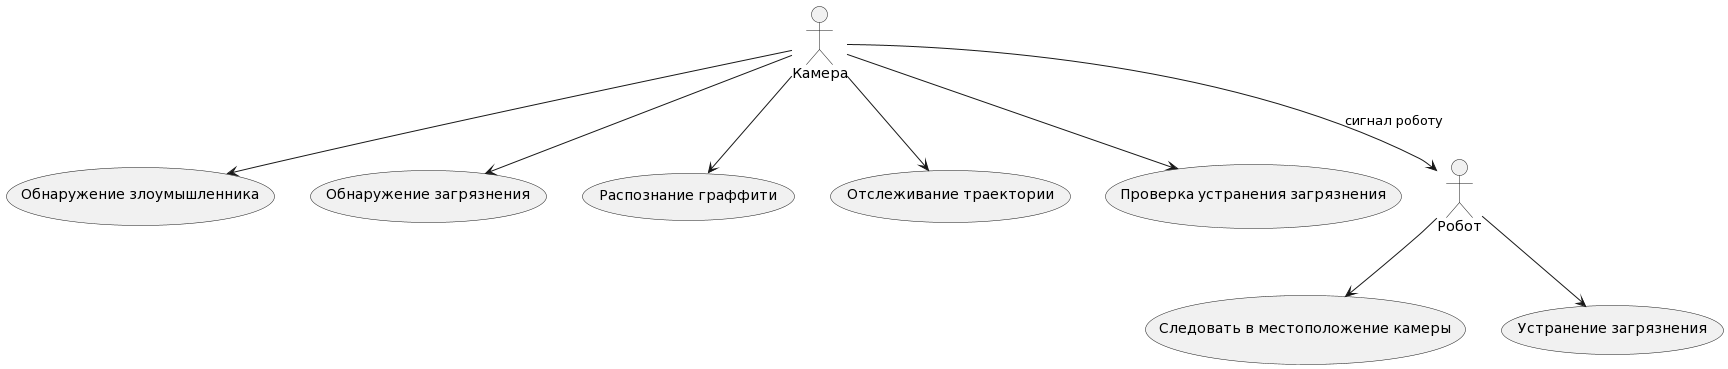 Камера
сигнал роботу
Обнаружение злоумышленника
Обнаружение загрязнения
Распознание граффити
Отслеживание траектории
Проверка устранения загрязнения
Робот
Следовать в местоположение камеры
Устранение загрязнения